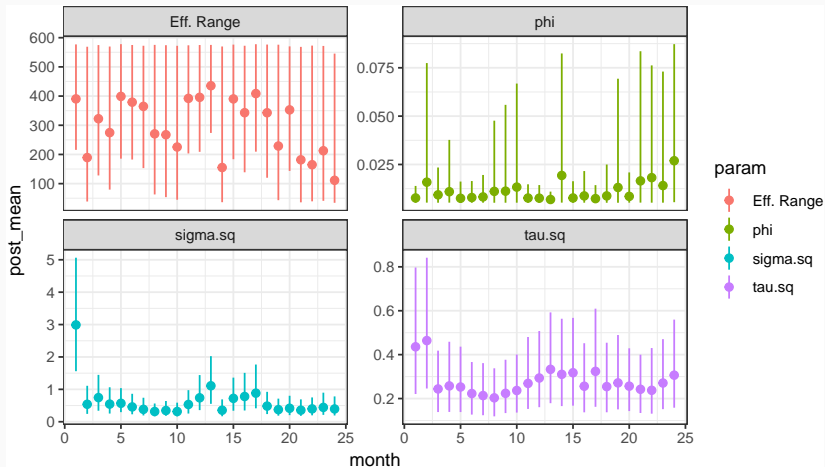 Eff. Range
phi
600
500
400
300
200
100
0.075
0.050
0.025
sigma.sq
tau.sq
5
4
3
2
1
0
0.8
0.6
0.4
0.2
0 5 10 15 20 25
0 5 10 15 20 25
month
post_mean
param
Eff. Range
phi
sigma.sq
tau.sq